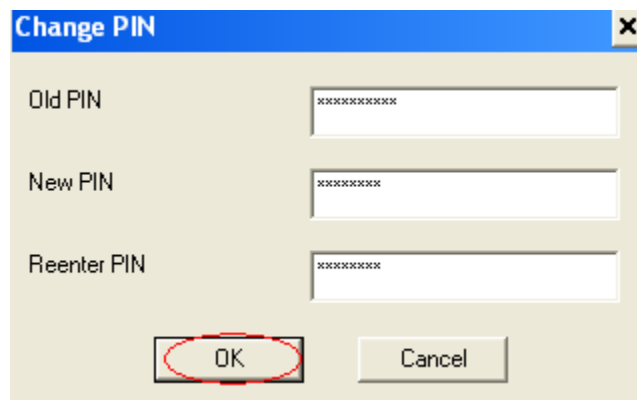 Change PIN
Old PIN **********
New PIN ********
Reenter PIN ********
OK Cancel